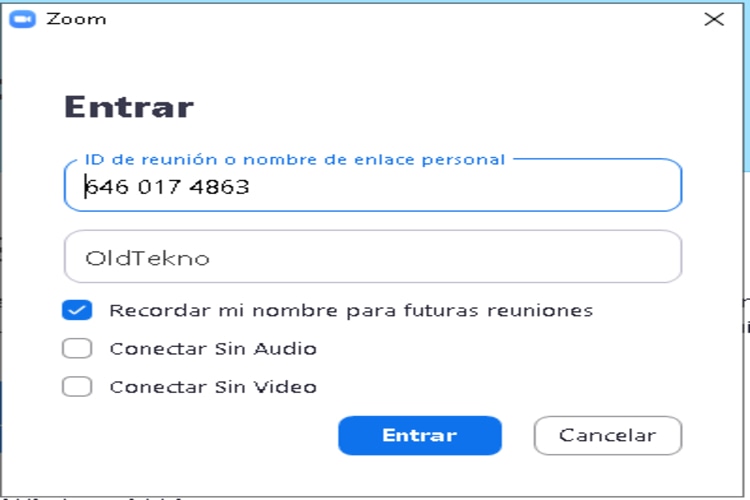 Zoom
Entrar
ID de reunión o nombre de enlace personal
646 017 4863
OldTekno
Recordar mi nombre para futuras reuniones
Conectar Sin Audio
Conectar Sin Video
Entrar
Cancelar